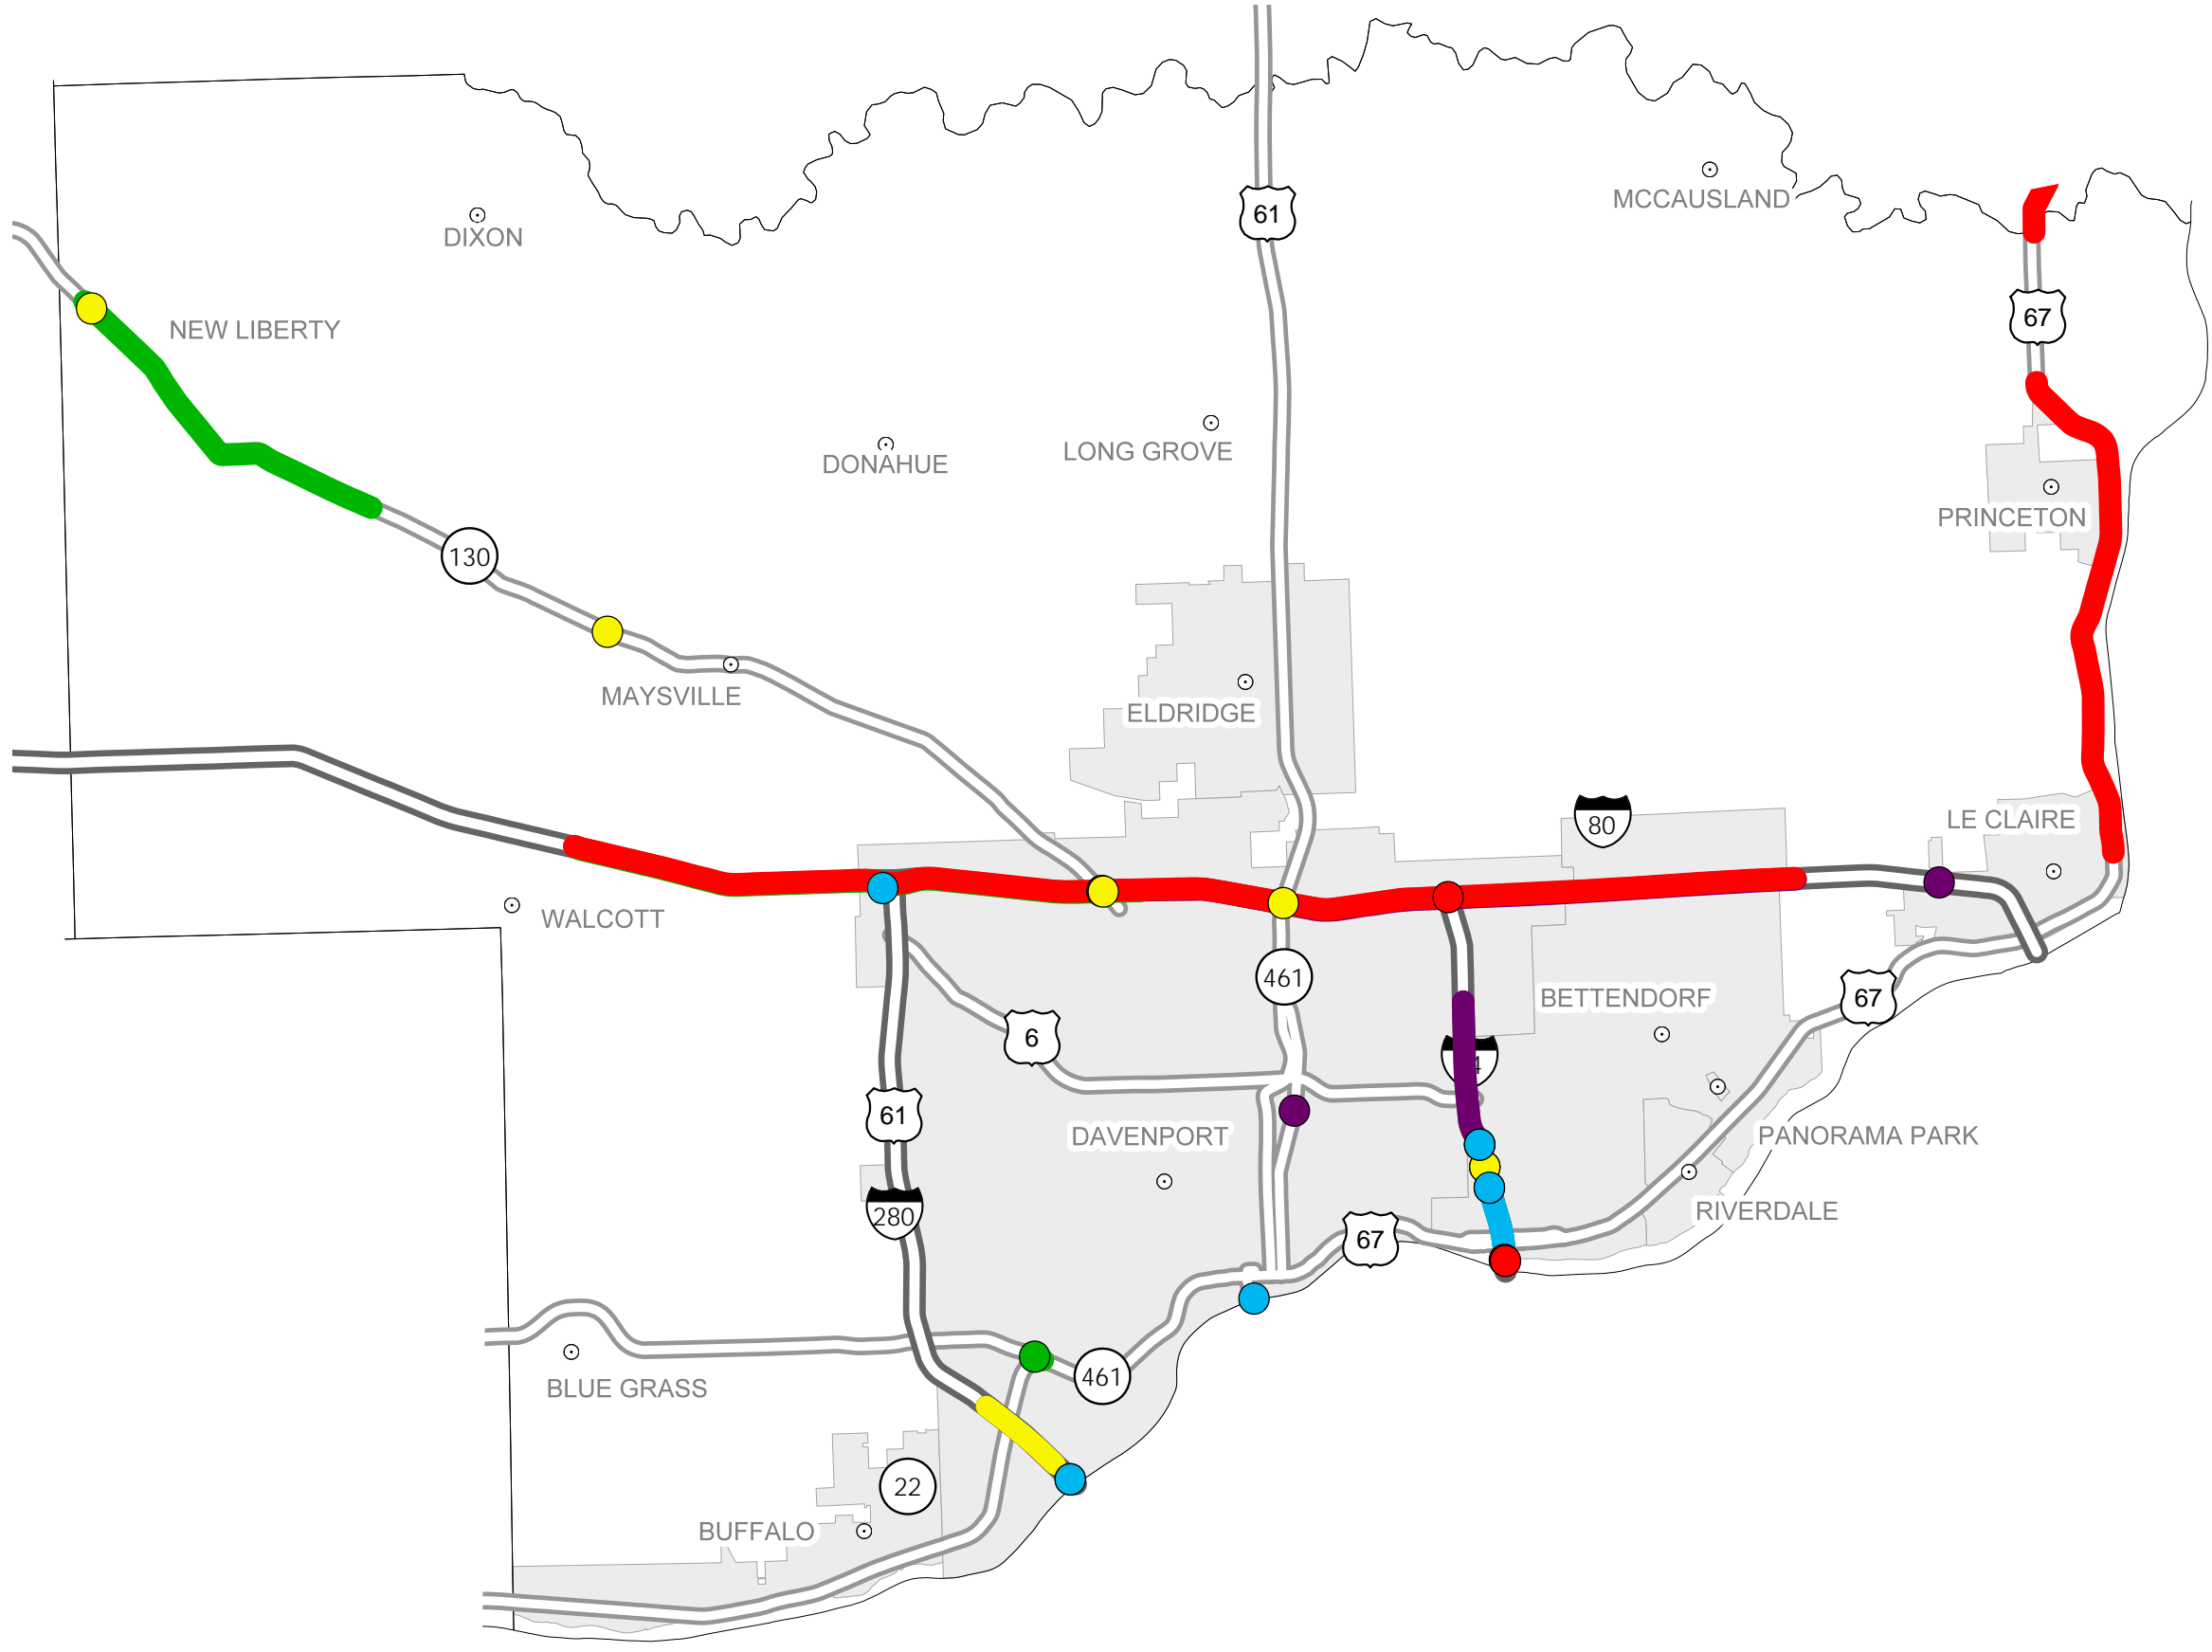 MCCAUSLAND
61
DIXON
67
NEW LIBERTY
LONG GROVE
DONAHUE
PRINCETON
130
MAYSVILLE
ELDRIDGE
80
LE CLAIRE
WALCOTT
461
BETTENDORF
67
6
61
DAVENPORT
PANORAMA PARK
RIVERDALE
280
67
BLUE GRASS
461
22
BUFFALO